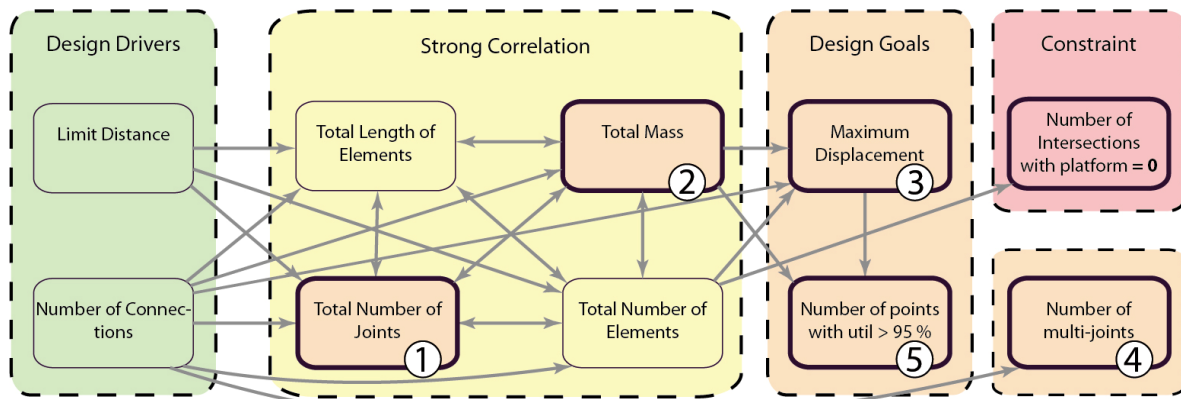 Design Drivers
Strong Correlation
Design Goals
Constraint
Limit Distance
Total Length of
Elements
Total Mass
2
Maximum
Displacement
3
Number of
Intersections
with platform = 0
Number of Connec-
tions
Total Number of
Joints
1
Total Number of
Elements
Number of points
with util > 95 %
5
Number of
multi-joints
4